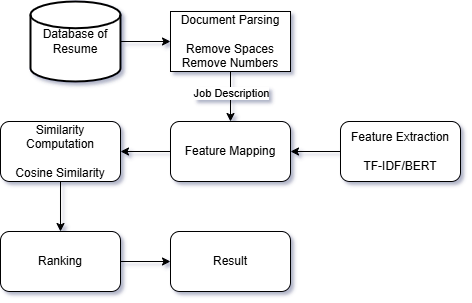 Database of
Resume
Document Parsing
Remove Spaces
Remove Numbers
Job Description
Similarity
Computation
Cosine Similarity
Feature Mapping
Feature Extraction
TF-IDF/BERT
Ranking
Result